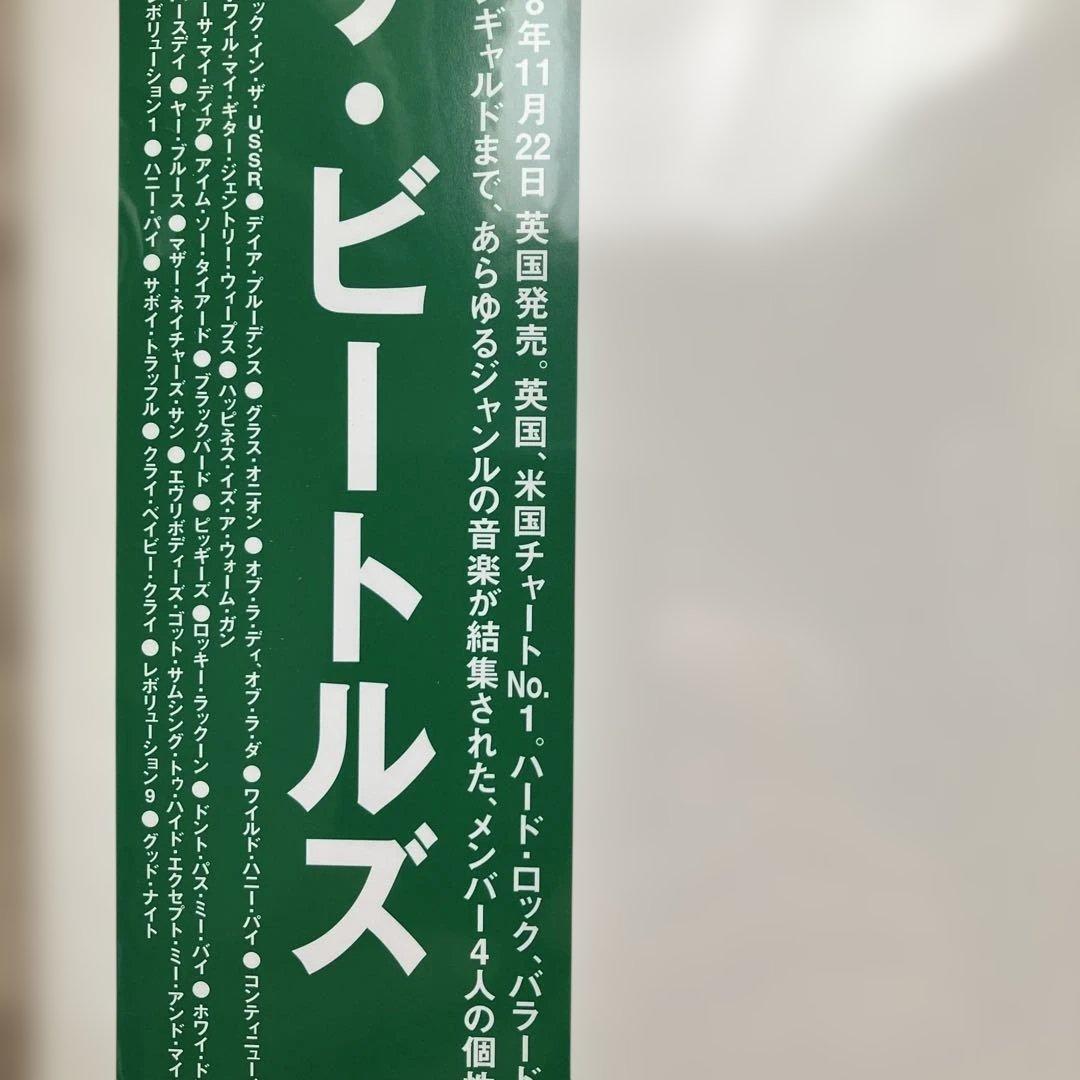 8年11月22日 英国発売。英国、米国チャートNo.1。ハード・ロック、バラード
ンギャルドまで、あらゆるジャンルの音楽が結集された、メンバー4人の個性
・ビートルズ
ック・イン・ザ・U.S.S.R. ●ディア・プルーデンス ●グラス・オニオン ●オブ・ラ・ディ、オブ・ラ・ダ ●ワイルド・ハニー・パイ ●コンティニュー・
・ワイル・マイ・ギター・ジェントリー・ウィープス ●ハッピネス・イズ・ア・ウォーム・ガン
ーサ・マイ・ディア ●アイム・ソー・タイアード ●ブラックバード ●ピッギーズ ●ロッキー・ラックーン ●ドント・パス・ミー・バイ ●ホワイ・ド
ースデイ ●ヤー・ブルース ●マザー・ネイチャーズ・サン ●エヴリボディーズ・ゴット・サムシング・トゥ・ハイド・エクセプト・ミー・アンド・マイ
ボリューション1 ●ハニー・パイ ●サボイ・トラッフル ●クライ・ベイビー・クライ ●レボリューション9 ●グッド・ナイト